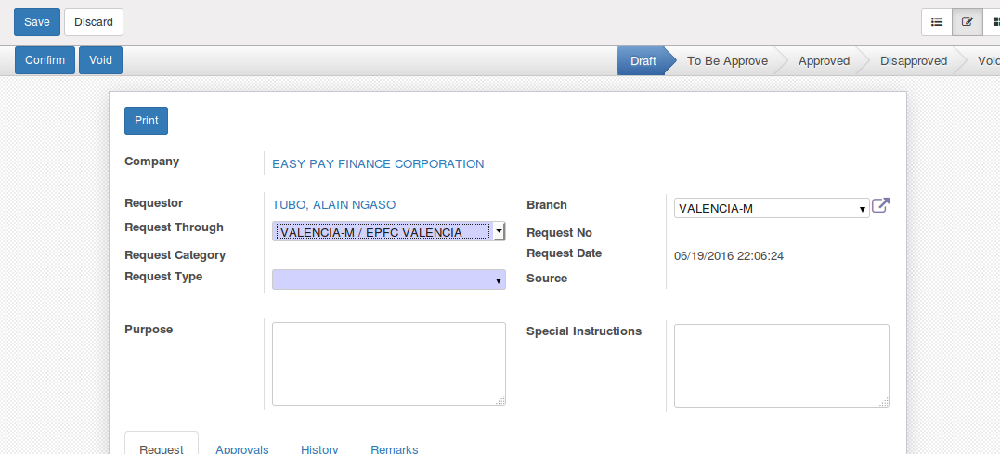 Save Discard
Confirm Void Draft To Be Approve Approved Disapproved
Print
Company EASY PAY FINANCE CORPORATION
Requestor TUBO, ALAIN NGASO Branch VALENCIA-M
Request Through VALENCIA-M / EPFC VALENCIA Request No
Request Category Request Date 06/19/2016 22:06:24
Request Type Source
Purpose Special Instructions
Request Approvals History Remarks